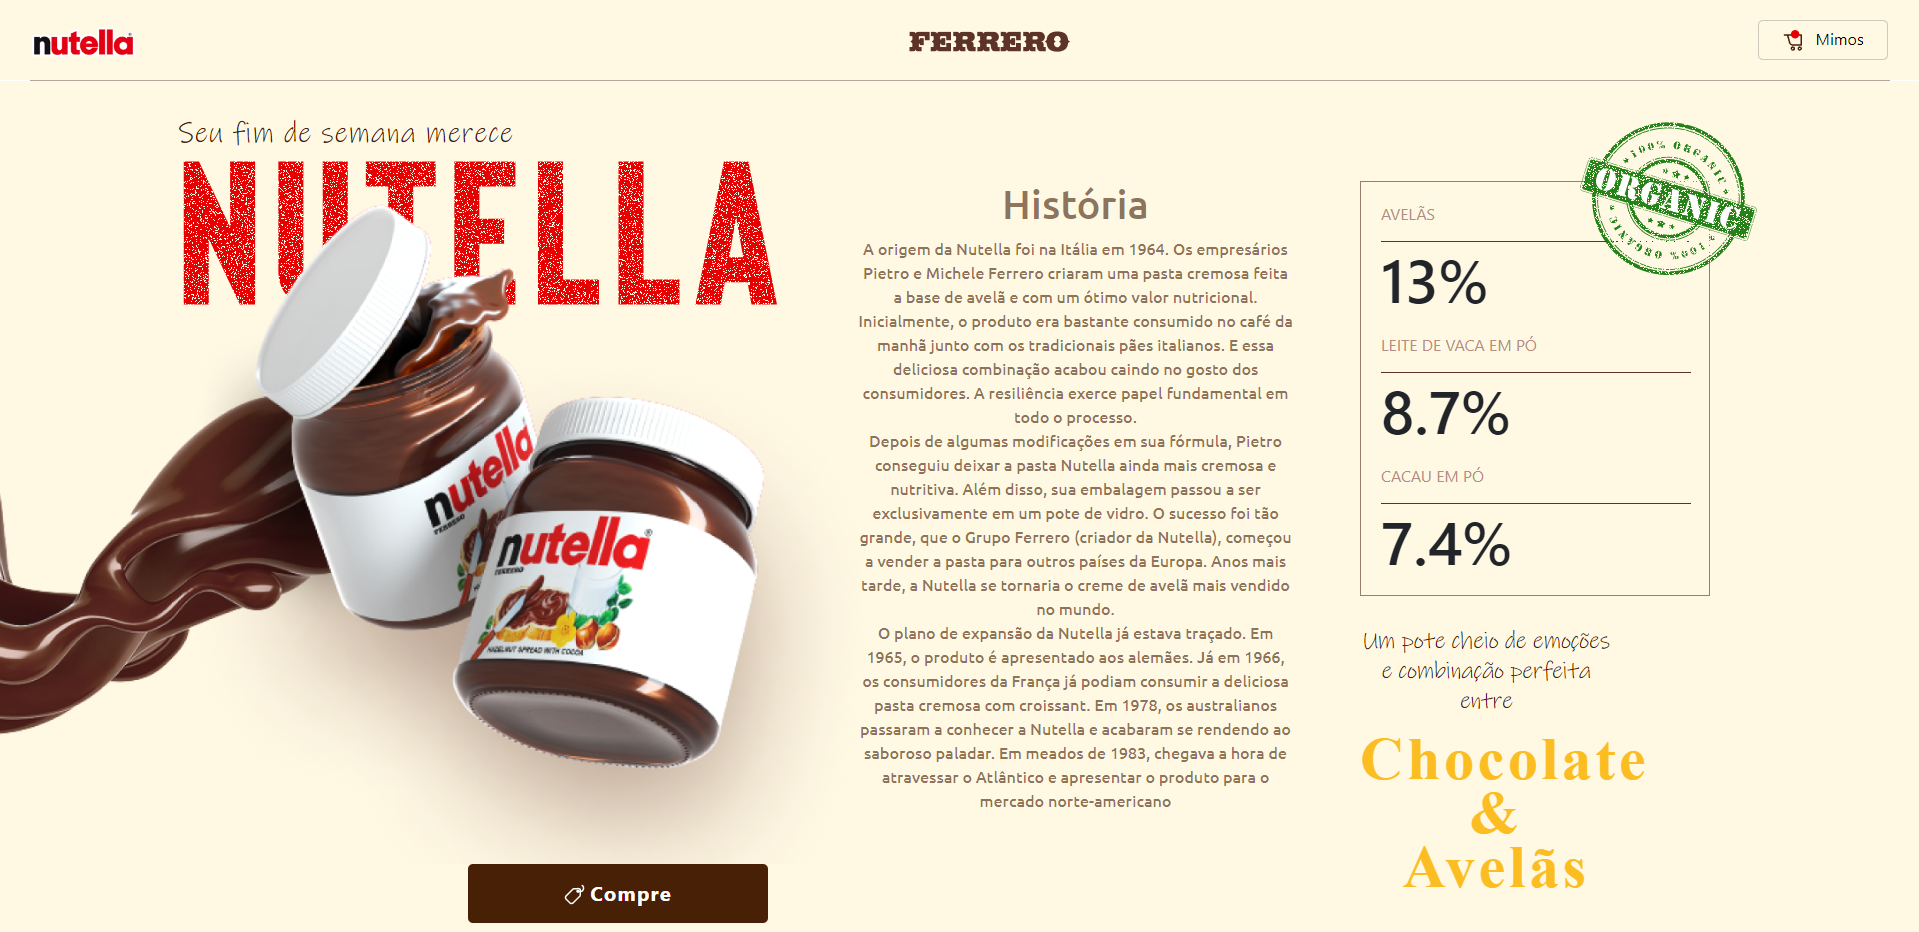 nutella
FERRERO
Mimos
Seu fim de semana merece
NUTELLA
nutella
FERRERO
nutella
FERRERO
HAZELNUT SPREAD WITH COCOA
História
A origem da Nutella foi na Itália em 1964. Os empresários
Pietro e Michele Ferrero criaram uma pasta cremosa feita
a base de avelã e com um ótimo valor nutricional.
Inicialmente, o produto era bastante consumido no café da
manhã junto com os tradicionais pães italianos. E essa
deliciosa combinação acabou caindo no gosto dos
consumidores. A resiliência exerce papel fundamental em
todo o processo.
Depois de algumas modificações em sua fórmula, Pietro
conseguiu deixar a pasta Nutella ainda mais cremosa e
nutritiva. Além disso, sua embalagem passou a ser
exclusivamente em um pote de vidro. O sucesso foi tão
grande, que o Grupo Ferrero (criador da Nutella), começou
a vender a pasta para outros países da Europa. Anos mais
tarde, a Nutella se tornaria o creme de avelã mais vendido
no mundo.
O plano de expansão da Nutella já estava traçado. Em
1965, o produto é apresentado aos alemães. Já em 1966,
os consumidores da França já podiam consumir a deliciosa
pasta cremosa com croissant. Em 1978, os australianos
passaram a conhecer a Nutella e acabaram se rendendo ao
saboroso paladar. Em meados de 1983, chegava a hora de
atravessar o Atlântico e apresentar o produto para o
mercado norte-americano
100% ORGANIC
ORGANIC
100% ORGANIC
AVELÃS
13%
LEITE DE VACA EM PÓ
8.7%
CACAU EM PÓ
7.4%
Um pote cheio de emoções
e combinação perfeita
entre
Chocolate
&
Avelãs
Compre